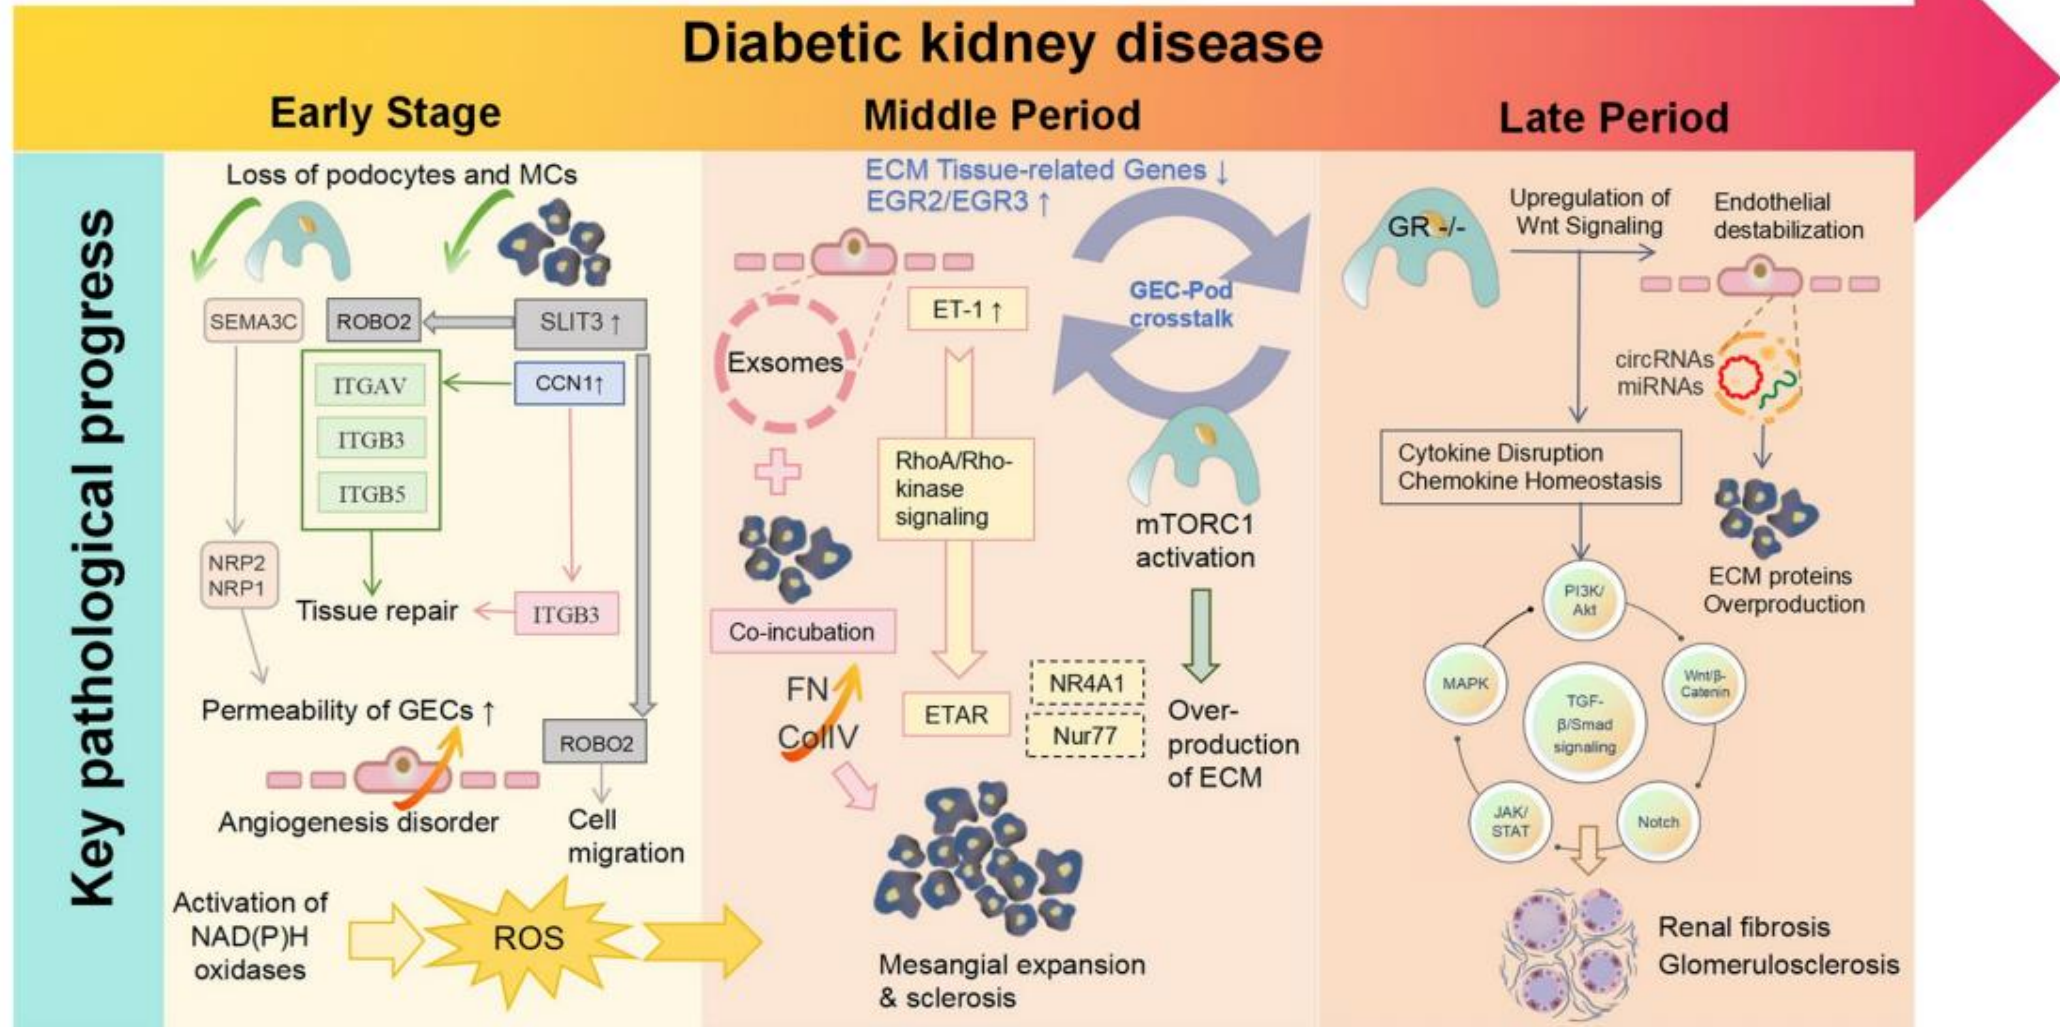 Diabetic kidney disease
Early Stage
Middle Period
Late Period
Key pathological progress
Loss of podocytes and MCs
SEMA3C
ROBO2
SLIT3 ↑
ITGAV
CCN1↑
ITGB3
ITGB5
NRP2
NRP1
Tissue repair
ITGB3
Permeability of GECs ↑
ROBO2
Angiogenesis disorder
Cell
migration
Activation of
NAD(P)H
oxidases
ROS
ECM Tissue-related Genes ↓
EGR2/EGR3 ↑
ET-1 ↑
GEC-Pod
crosstalk
Exsomes
RhoA/Rho-
kinase
signaling
mTORC1
activation
Co-incubation
FN
ColIV
ETAR
NR4A1
Nur77
Over-
production
of ECM
Mesangial expansion
& sclerosis
GR -/-
Upregulation of
Wnt Signaling
Endothelial
destabilization
circRNAs
miRNAs
Cytokine Disruption
Chemokine Homeostasis
ECM proteins
Overproduction
PI3K/
Akt
MAPK
Wnt/β-
Catenin
TGF-
β/Smad
signaling
JAK/
STAT
Notch
Renal fibrosis
Glomerulosclerosis